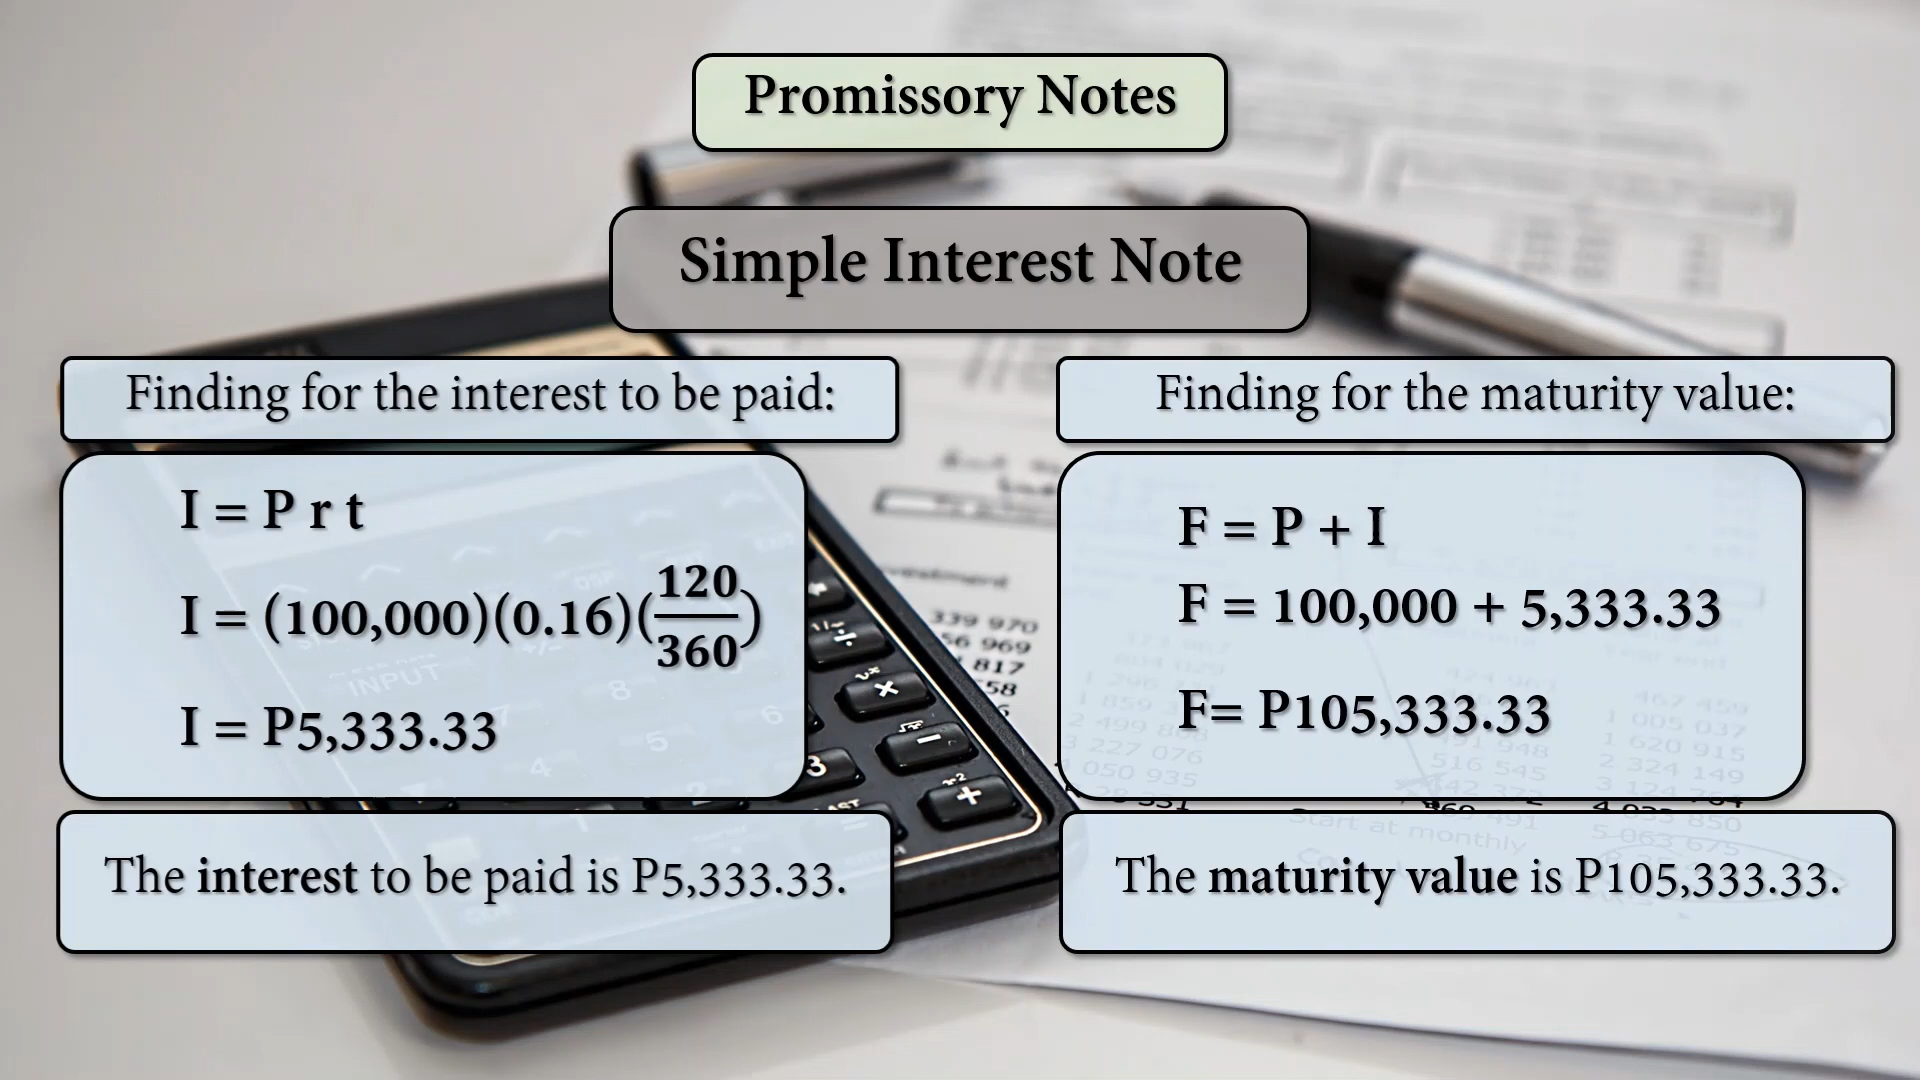 Promissory Notes
Simple Interest Note
Finding for the interest to be paid:
I = P r t
I = (100,000)(0.16)(120/360)
I = P5,333.33
The interest to be paid is P5,333.33.
Finding for the maturity value:
F = P + I
F = 100,000 + 5,333.33
F= P105,333.33
The maturity value is P105,333.33.